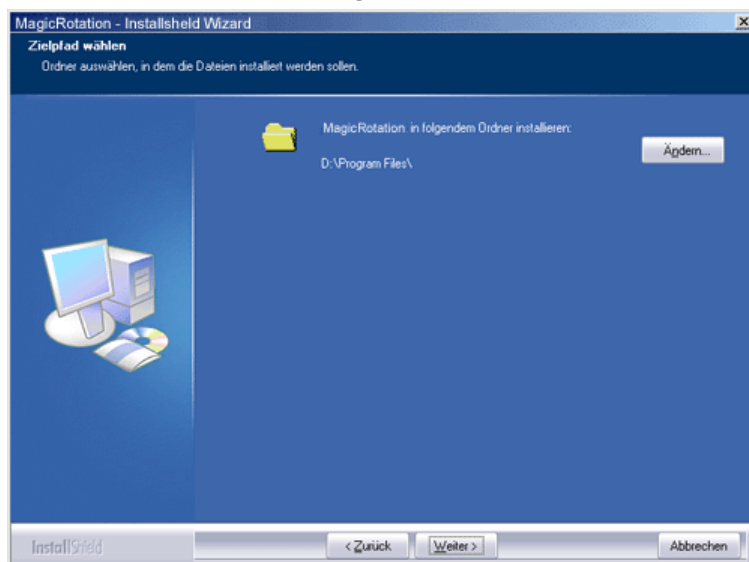 MagicRotation - Installsheld Wizard
Zielpfad wählen
Ordner auswählen, in dem die Dateien installiert werden sollen.
MagicRotation in folgendem Ordner installieren:
Ändern...
D:\Program Files\
InstallShield
< Zurück
Weiter >
Abbrechen